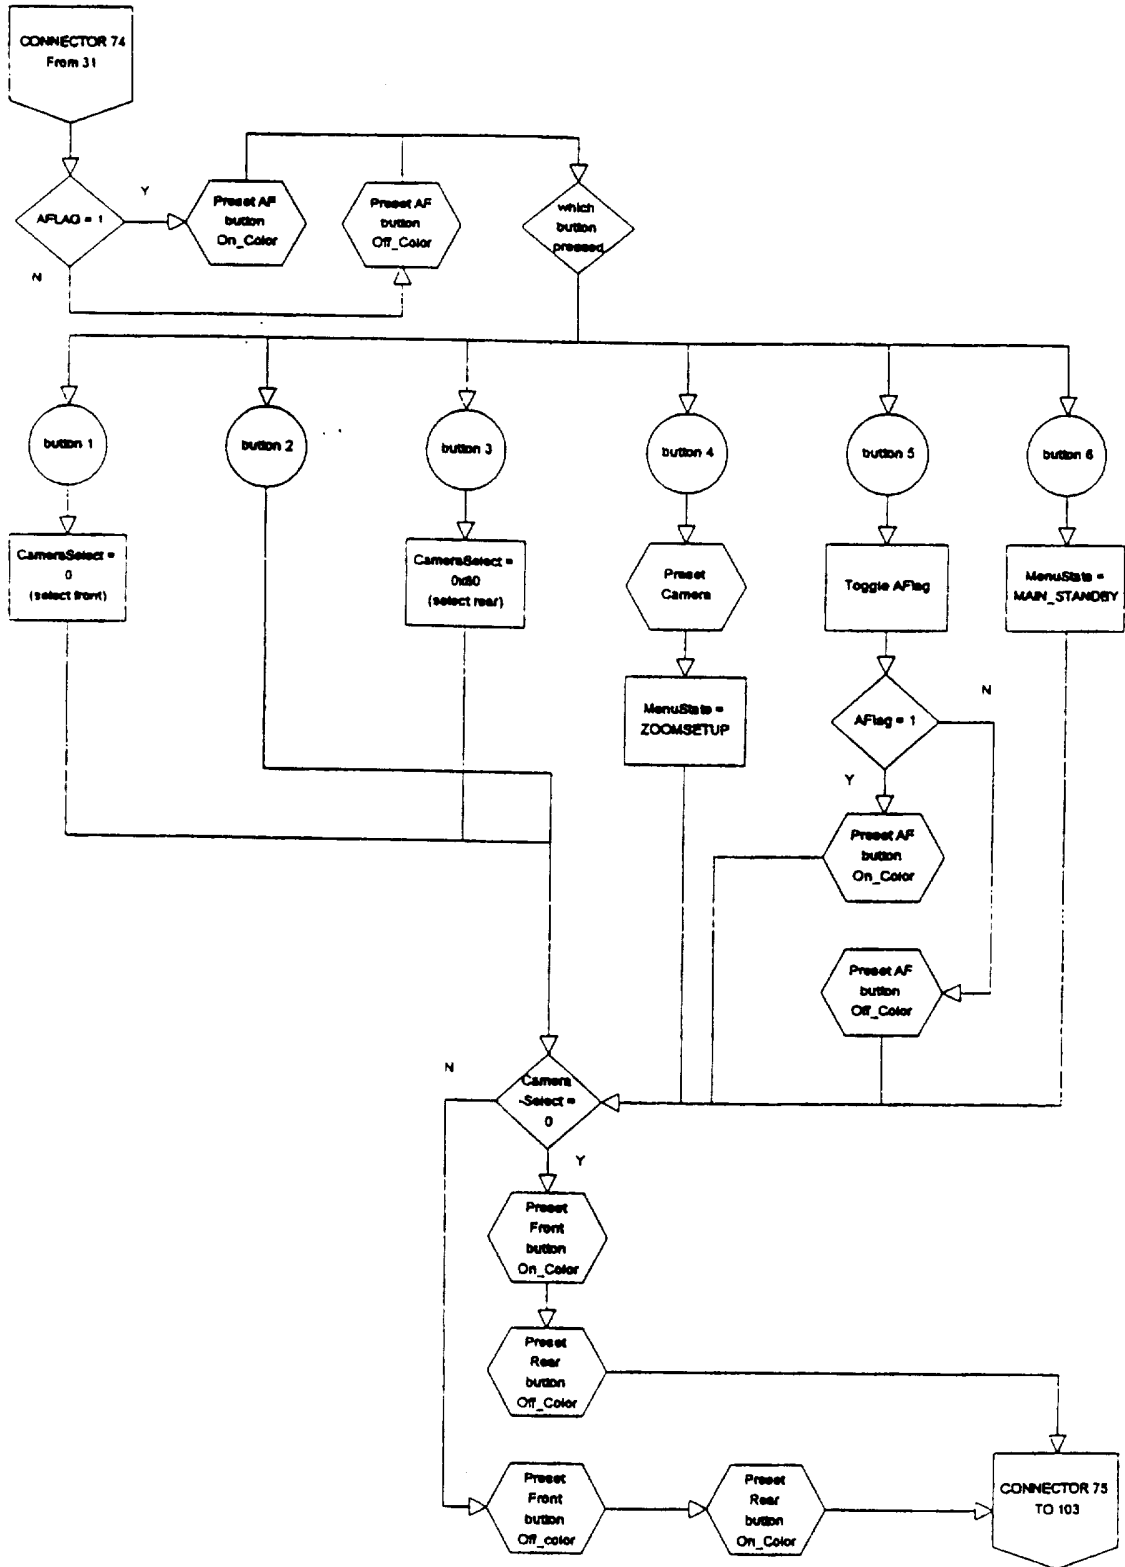 CONNECTOR 74
From 31
AFLAG = 1
Y
N
Preset AF
button
On_Color
Preset AF
button
Off_Color
which
button
pressed
button 1
button 2
button 3
button 4
button 5
button 6
CameraSelect =
0
(select front)
CameraSelect =
0x80
(select rear)
Preset
Camera
Toggle AFlag
MenuState =
MAIN_STANDBY
MenuState =
ZOOMSETUP
AFlag = 1
N
Y
Preset AF
button
On_Color
Preset AF
button
Off_Color
N
Camera
-Select =
0
Y
Preset
Front
button
On_Color
Preset
Rear
button
Off_Color
Preset
Front
button
Off_color
Preset
Rear
button
On_Color
CONNECTOR 75
TO 103